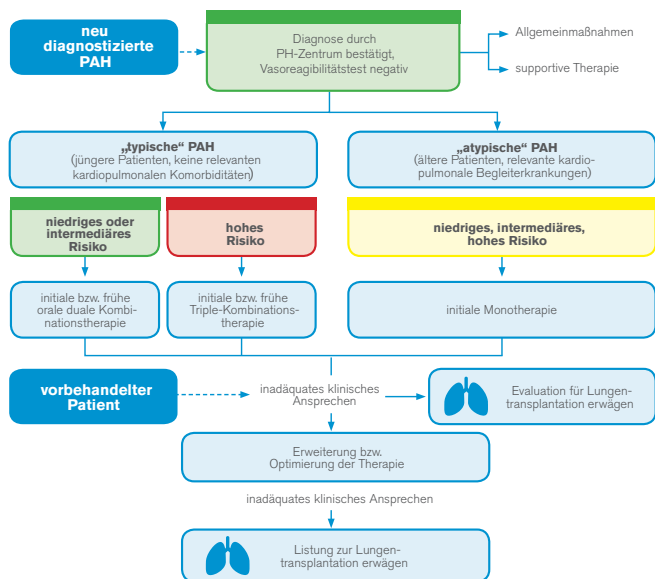 neu
diagnostizierte
PAH
Diagnose durch
PH-Zentrum bestätigt,
Vasoreagibilitätstest negativ
Allgemeinmaßnahmen
supportive Therapie
„typische“ PAH
(jüngere Patienten, keine relevanten
kardiopulmonalen Komorbiditäten)
„atypische“ PAH
(ältere Patienten, relevante kardio-
pulmonale Begleiterkrankungen)
niedriges oder
intermediäres
Risiko
hohes
Risiko
niedriges, intermediäres,
hohes Risiko
initiale bzw. frühe
orale duale Kombi-
nationstherapie
initiale bzw. frühe
Triple-Kombinations-
therapie
initiale Monotherapie
vorbehandelter
Patient
inadäquates klinisches
Ansprechen
Evaluation für Lungen-
transplantation erwägen
Erweiterung bzw.
Optimierung der Therapie
inadäquates klinisches Ansprechen
Listung zur Lungen-
transplantation erwägen